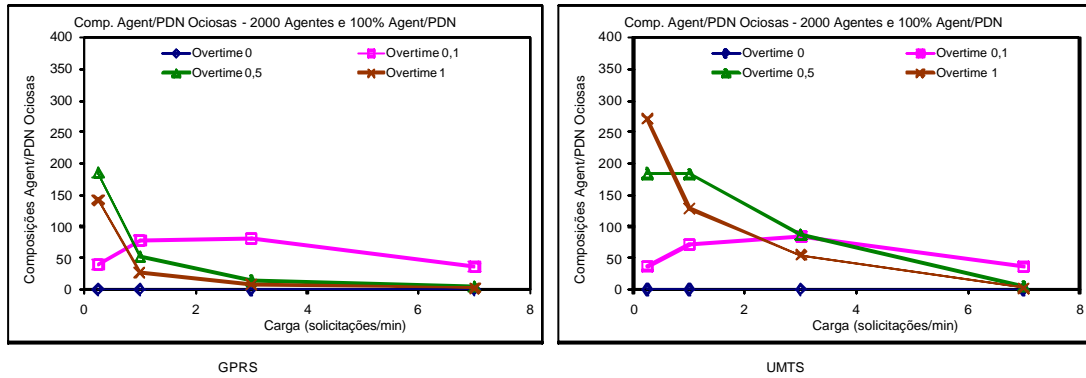 Comp. Agent/PDN Ociosas - 2000 Agentes e 100% Agent/PDN
Composições Agent/PDN Ociosas
400
350
300
250
200
150
100
50
0
Overtime 0
Overtime 0,1
Overtime 0,5
Overtime 1
0
2
4
6
8
Carga (solicitações/min)
GPRS
Comp. Agent/PDN Ociosas - 2000 Agentes e 100% Agent/PDN
Composições Agent/PDN Ociosas
400
350
300
250
200
150
100
50
0
Overtime 0
Overtime 0,1
Overtime 0,5
Overtime 1
0
2
4
6
8
Carga (solicitações/min)
UMTS